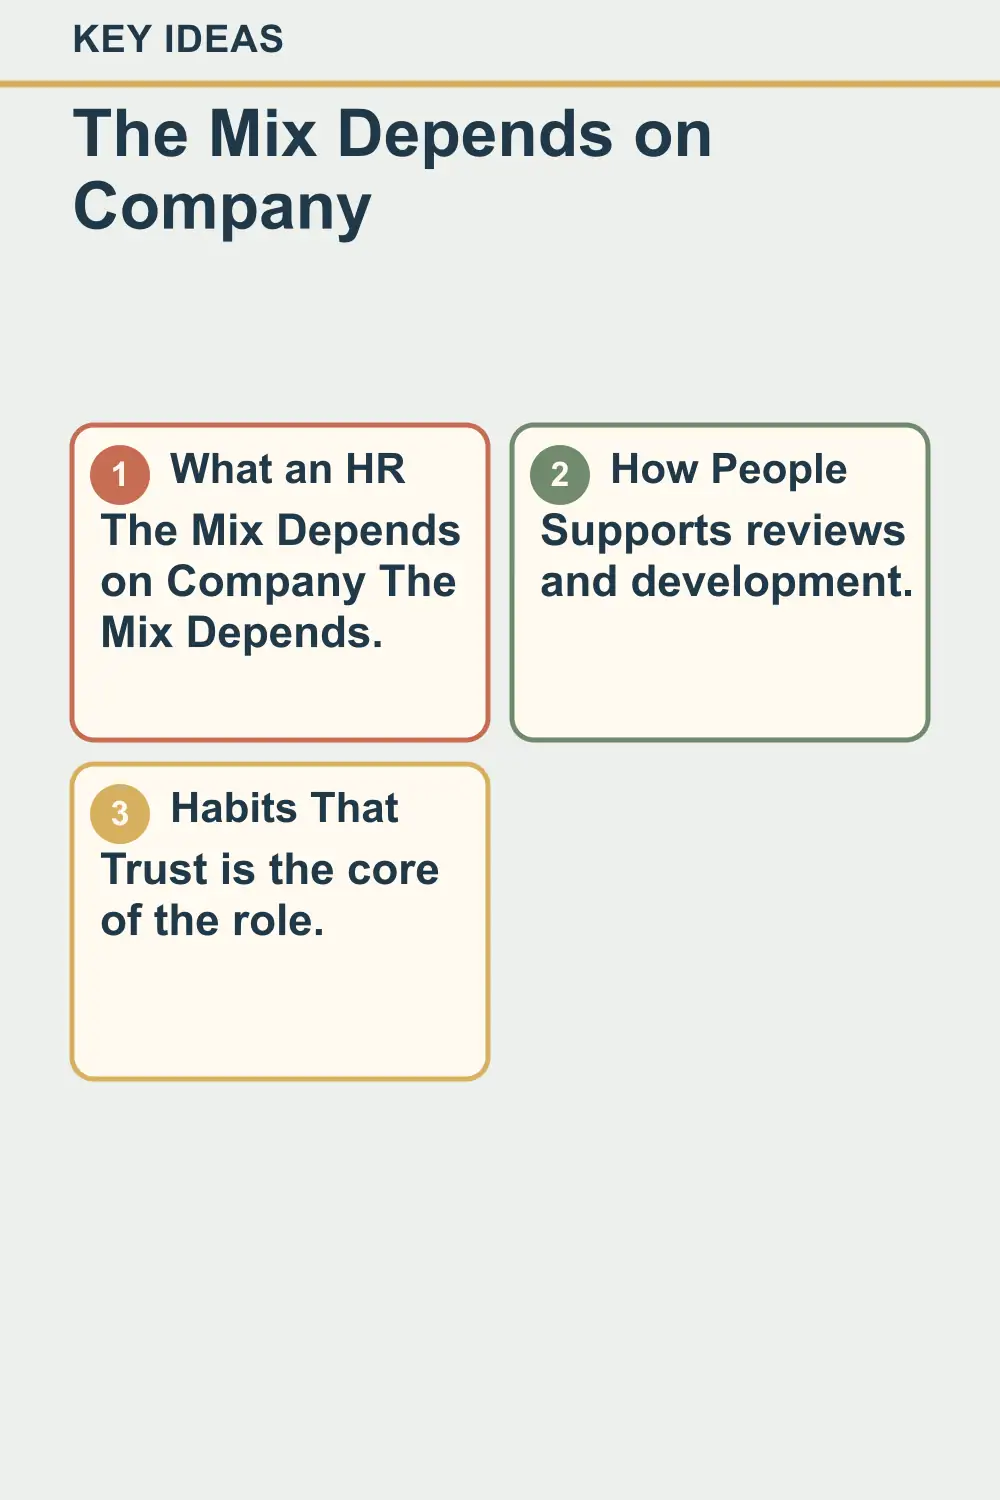 KEY IDEAS
The Mix Depends on
Company
1
What an HR
The Mix Depends
on Company The
Mix Depends.
2
How People
Supports reviews
and development.
3
Habits That
Trust is the core
of the role.